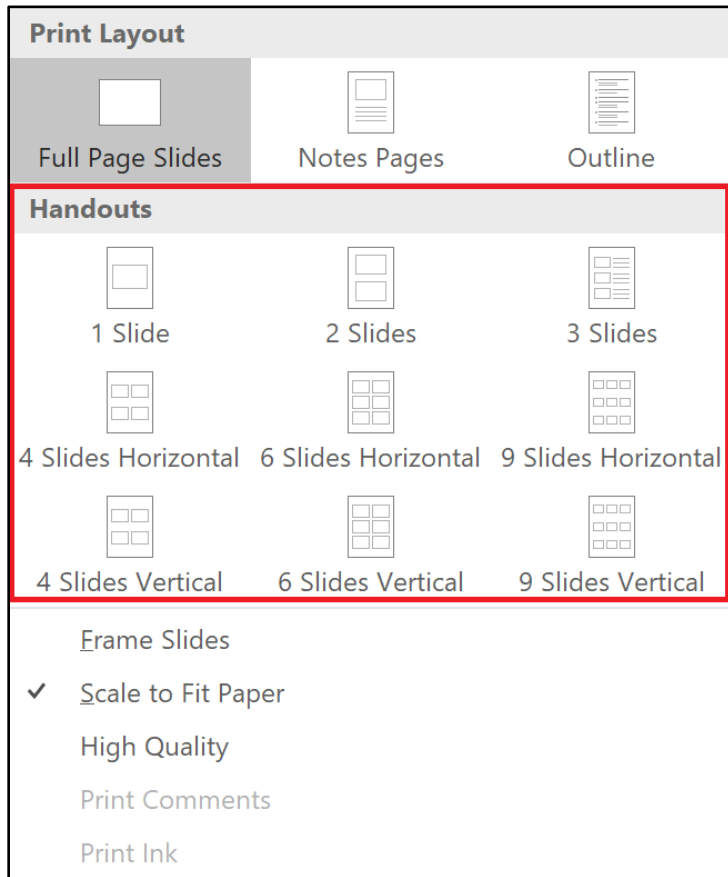 Print Layout
Full Page Slides Notes Pages Outline
Handouts
1 Slide 2 Slides 3 Slides
4 Slides Horizontal 6 Slides Horizontal 9 Slides Horizontal
4 Slides Vertical 6 Slides Vertical 9 Slides Vertical
Frame Slides
Scale to Fit Paper
High Quality
Print Comments
Print Ink